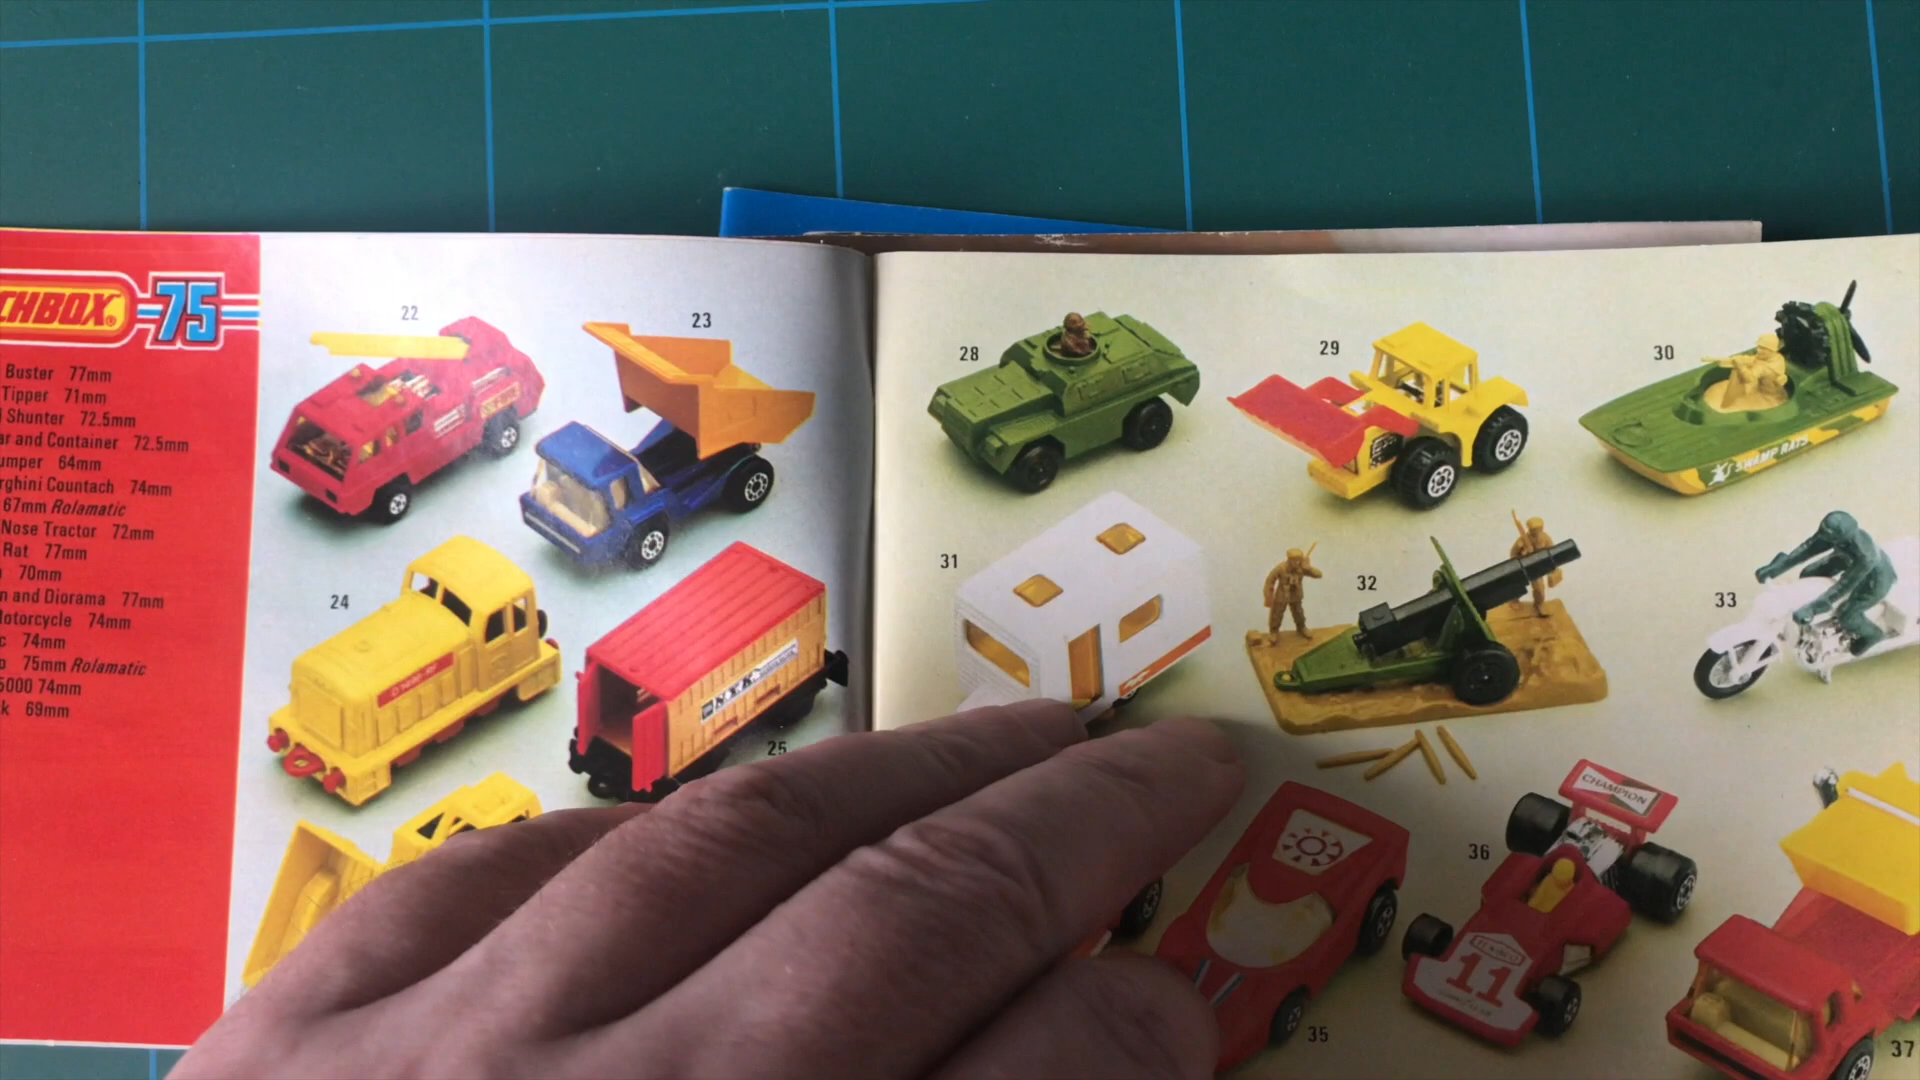 CHBOX 75
Buster 77mm
Tipper 71mm
Shunter 72.5mm
ar and Container 72.5mm
umper 64mm
rghini Countach 74mm
67mm Rolamatic
Nose Tractor 72mm
Rat 77mm
70mm
n and Diorama 77mm
otorcycle 74mm
c 74mm
75mm Rolamatic
5000 74mm
k 69mm
22
23
24
25
28
29
30
SWAMP RATS
31
32
33
35
36
CHAMPION
TEXACO
11
37